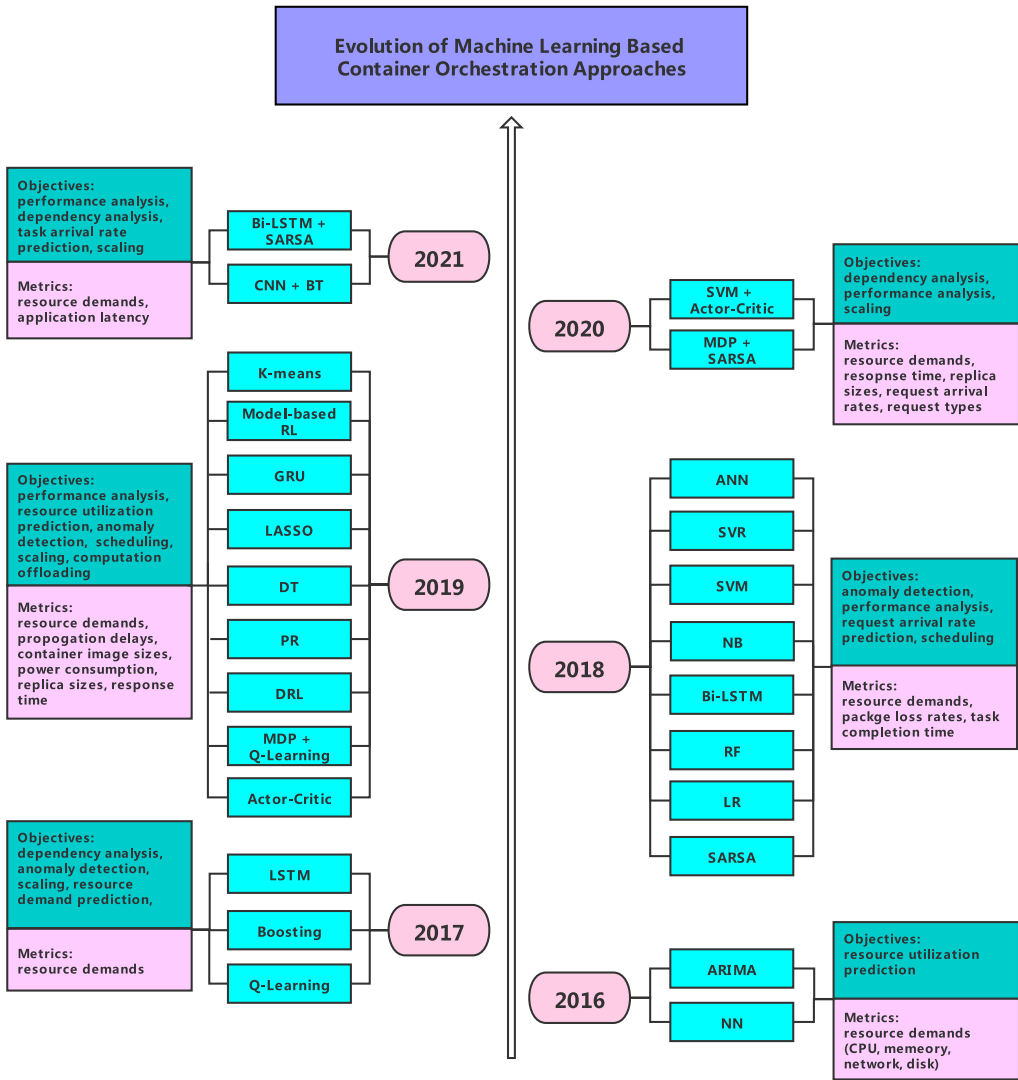 Evolution of Machine Learning Based
Container Orchestration Approaches
Objectives:
performance analysis,
dependency analysis,
task arrival rate
prediction, scaling
Metrics:
resource demands,
application latency
Bi-LSTM +
SARSA
CNN + BT
2021
2020
SVM +
Actor-Critic
MDP +
SARSA
Objectives:
dependency analysis,
performance analysis,
scaling
Metrics:
resource demands,
resopnse time, replica
sizes, request arrival
rates, request types
Objectives:
performance analysis,
resource utilization
prediction, anomaly
detection,  scheduling,
scaling, computation
offloading
Metrics:
resource demands,
propogation delays,
container image sizes,
power consumption,
replica sizes, response
time
K-means
Model-based
RL
GRU
LASSO
DT
PR
DRL
MDP +
Q-Learning
Actor-Critic
2019
2018
ANN
SVR
SVM
NB
Bi-LSTM
RF
LR
SARSA
Objectives:
anomaly detection,
performance analysis,
request arrival rate
prediction, scheduling
Metrics:
resource demands,
packge loss rates, task
completion time
Objectives:
dependency analysis,
anomaly detection,
scaling, resource
demand prediction,
Metrics:
resource demands
LSTM
Boosting
Q-Learning
2017
2016
ARIMA
NN
Objectives:
resource utilization
prediction
Metrics:
resource demands
(CPU, memeory,
network, disk)